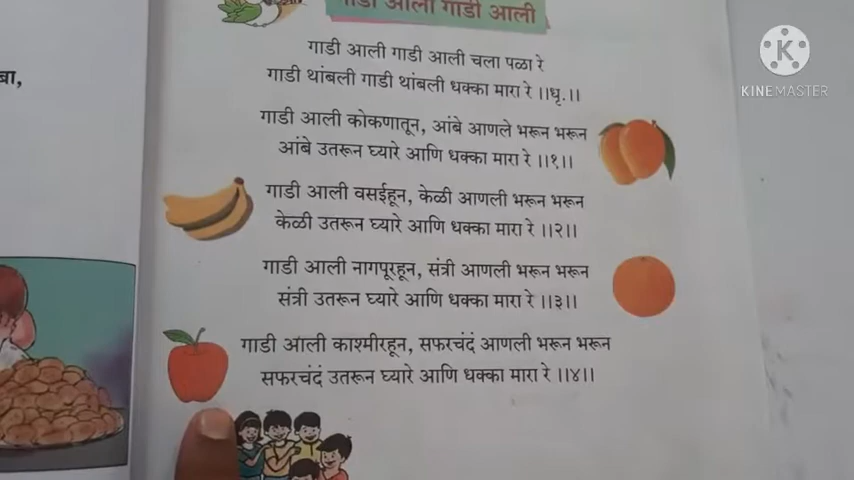 गाडी आली गाडी आली
गाडी आली गाडी आली चला पळा रे
गाडी थांबली गाडी थांबली धक्का मारा रे ।।धृ.।।
गाडी आली कोकणातून, आंबे आणले भरून भरून
आंबे उतरून घ्यारे आणि धक्का मारा रे ।।१।।
गाडी आली वसईहून, केळी आणली भरून भरून
केळी उतरून घ्यारे आणि धक्का मारा रे ।।२।।
गाडी आली नागपूरहून, संत्री आणली भरून भरून
संत्री उतरून घ्यारे आणि धक्का मारा रे ।।३।।
गाडी आली काश्मीरहून, सफरचंदं आणली भरून भरून
सफरचंदं उतरून घ्यारे आणि धक्का मारा रे ।।४।।
KINEMASTER